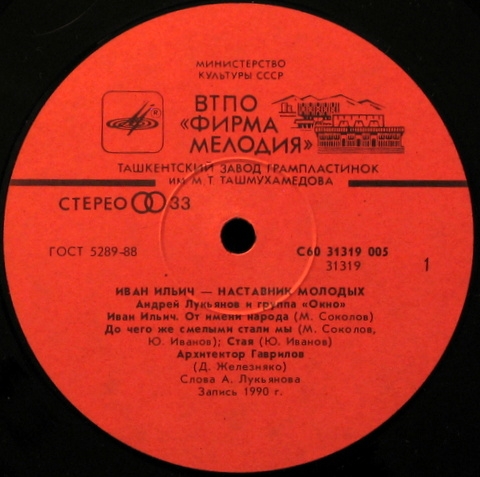 МИНИСТЕРСТВО
КУЛЬТУРЫ СССР
ВТПО
«ФИРМА
МЕЛОДИЯ»
ТАШКЕНТСКИЙ ЗАВОД ГРАМПЛАСТИНОК
им М.Т. ТАШМУХАМЕДОВА
СТЕРЕО 33
ГОСТ 5289-88
С60 31319 005
31319
1
ИВАН ИЛЬИЧ — НАСТАВНИК МОЛОДЫХ
Андрей Лукьянов и группа «Окно»
Иван Ильич. От имени народа (М. Соколов)
До чего же смелыми стали мы (М. Соколов,
Ю. Иванов); Стая (Ю. Иванов)
Архитектор Гаврилов
(Д. Железняко)
Слова А. Лукьянова
Запись 1990 г.